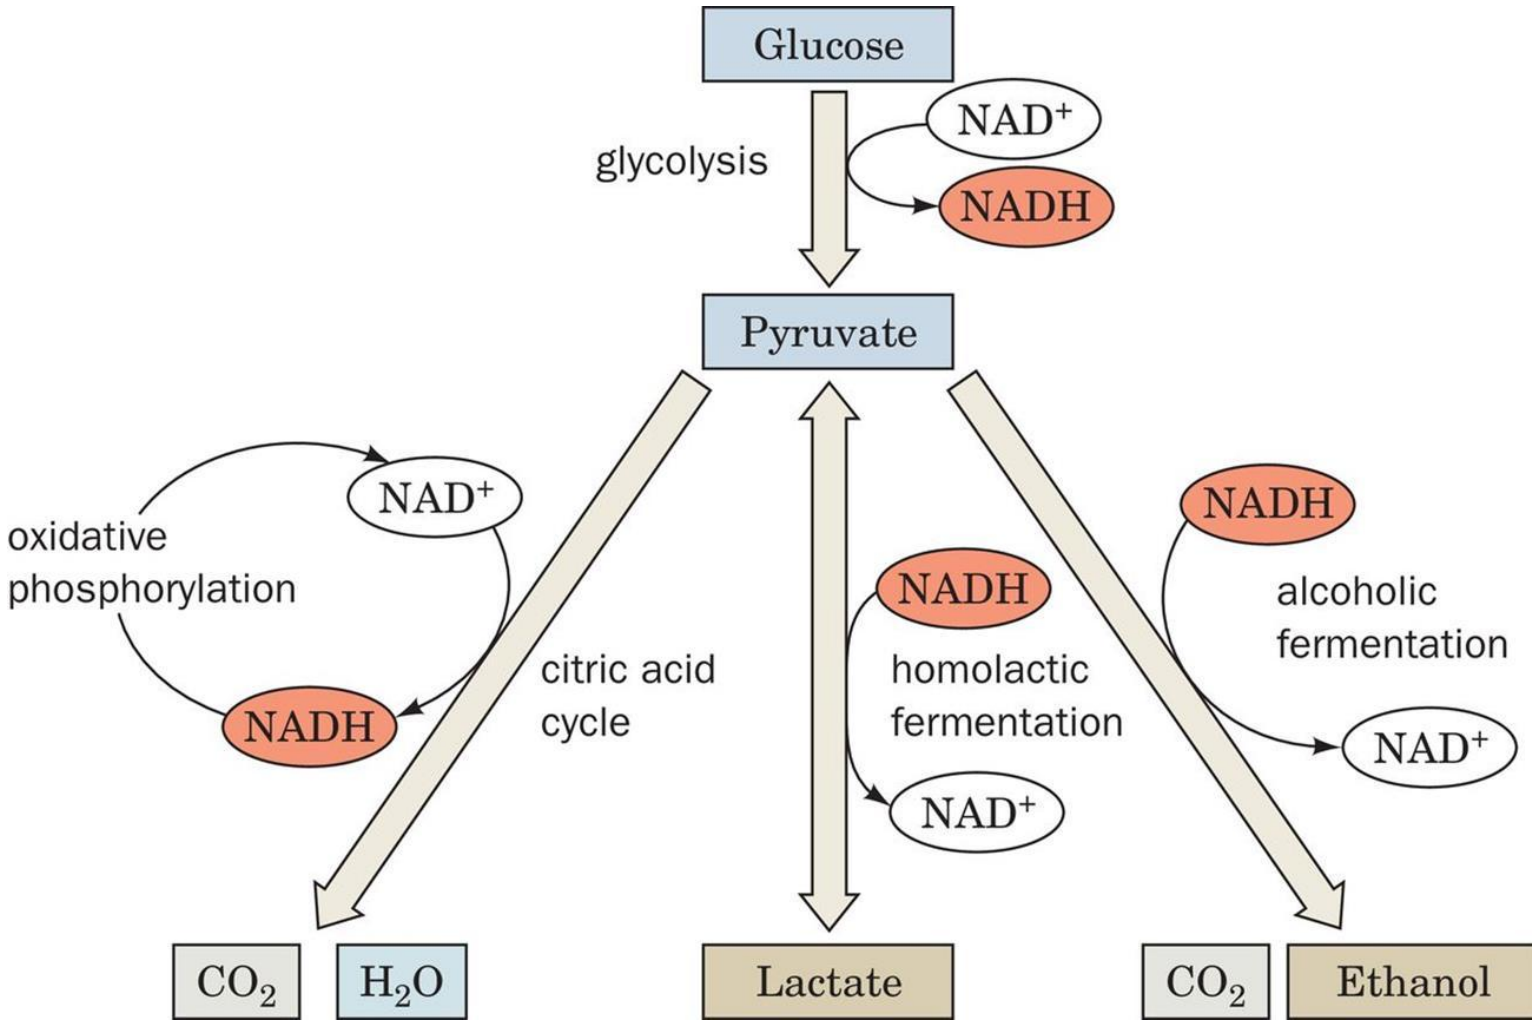 Glucose
NAD⁺
glycolysis
NADH
Pyruvate
NAD⁺
oxidative
phosphorylation
NADH
citric acid
cycle
NADH
homolactic
fermentation
NAD⁺
NADH
alcoholic
fermentation
NAD⁺
CO₂
H₂O
Lactate
CO₂
Ethanol